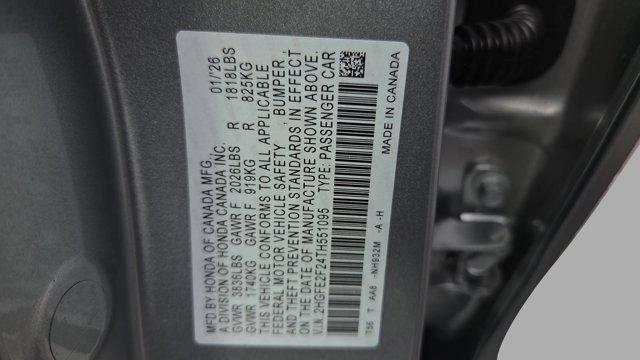 MFD BY HONDA OF CANADA MFG. 01/26
A DIVISION OF HONDA CANADA INC.
GVWR 3836LBS GAWR F 2026LBS R 1818LBS
GVWR 1740KG GAWR F 919KG R 825KG
THIS VEHICLE CONFORMS TO ALL APPLICABLE
FEDERAL MOTOR VEHICLE SAFETY , BUMPER ,
AND THEFT PREVENTION STANDARDS IN EFFECT
ON THE DATE OF MANUFACTURE SHOWN ABOVE.
V.I.N. 2HGFE2F24TH551095 TYPE: PASSENGER CAR
T56 T AA8 -NH932M -A -H MADE IN CANADA